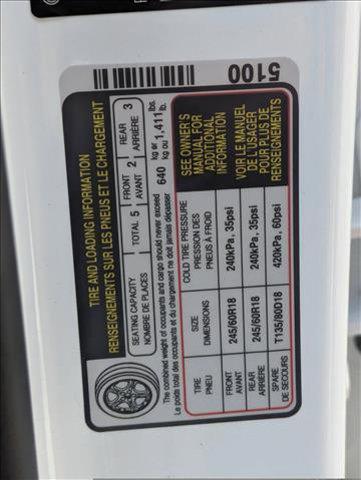 5100
TIRE AND LOADING INFORMATION
RENSEIGNEMENTS SUR LES PNEUS ET LE CHARGEMENT
SEATING CAPACITY
NOMBRE DE PLACES
TOTAL 5
FRONT 2
AVANT
REAR 3
ARRIÈRE
The combined weight of occupants and cargo should never exceed
Le poids total des occupants et du chargement ne doit jamais dépasser
640 kg or 1,411 lbs.
kg ou lb.
TIRE
PNEU
SIZE
DIMENSIONS
COLD TIRE PRESSURE
PRESSION DES
PNEUS À FROID
FRONT
AVANT
245/60R18
240kPa, 35psi
REAR
ARRIÈRE
245/60R18
240kPa, 35psi
SPARE
DE SECOURS
T135/80D18
420kPa, 60psi
SEE OWNER'S
MANUAL FOR
ADDITIONAL
INFORMATION
VOIR LE MANUEL
DE L'USAGER
POUR PLUS DE
RENSEIGNEMENTS